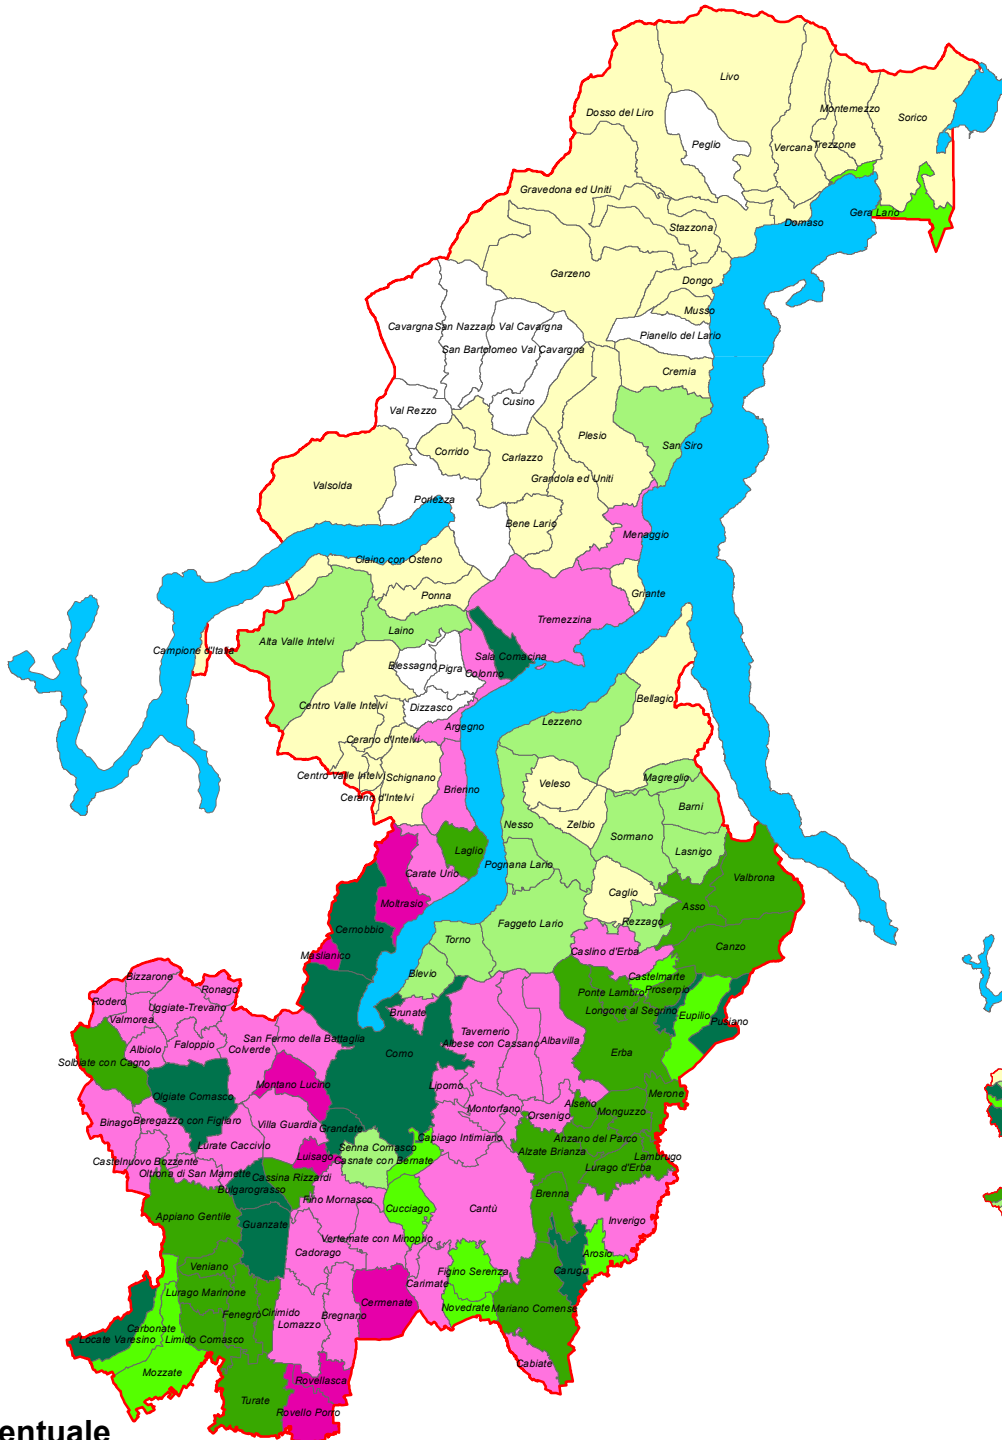 Livo
Dosso del Liro
Montemezzo
Sorico
Peglio
Vercana
Trezzone
Gravedona ed Uniti
Gera Lario
Stazzona
Domaso
Garzeno
Dongo
Musso
Cavargna
San Nazzaro Val Cavargna
Pianello del Lario
San Bartolomeo Val Cavargna
Cremia
Cusino
Val Rezzo
Plesio
San Siro
Corrido
Carlazzo
Grandola ed Uniti
Valsolda
Porlezza
Bene Lario
Menaggio
Claino con Osteno
Ponna
Griante
Tremezzina
Laino
Alta Valle Intelvi
Campione d'Italia
Sala Comacina
Blessagno
Pigra
Colonno
Bellagio
Centro Valle Intelvi
Dizzasco
Lezzeno
Argegno
Cerano d'Intelvi
Centro Valle Intelvi
Schignano
Magreglio
Veleso
Brienno
Cerano d'Intelvi
Barni
Nesso
Zelbio
Sormano
Laglio
Lasnigo
Pognana Lario
Carate Urio
Valbrona
Caglio
Moltrasio
Asso
Rezzago
Faggeto Lario
Cernobbio
Torno
Canzo
Caslino d'Erba
Maslianico
Blevio
Castelmarte
Bizzarone
Ronago
Ponte Lambro
Proserpio
Rodero
Uggiate-Trevano
Brunate
Longone al Segrino
Eupilio
Pusiano
Valmorea
San Fermo della Battaglia
Tavernerio
Albese con Cassano
Albavilla
Albiolo
Faloppio
Colverde
Como
Erba
Solbiate con Cagno
Olgiate Comasco
Montano Lucino
Lipomo
Merone
Alserio
Montorfano
Orsenigo
Monguzzo
Binago
Beregazzo con Figliaro
Villa Guardia
Grandate
Capiago Intimiano
Anzano del Parco
Lurate Caccivio
Senna Comasco
Alzate Brianza
Lambrugo
Castelnuovo Bozzente
Luisago
Casnate con Bernate
Lurago d'Erba
Oltrona di San Mamette
Cassina Rizzardi
Bulgarograsso
Brenna
Fino Mornasco
Cucciago
Cantù
Appiano Gentile
Guanzate
Inverigo
Vertemate con Minoprio
Cadorago
Arosio
Veniano
Figino Serenza
Carugo
Carimate
Lurago Marinone
Cermenate
Novedrate
Mariano Comense
Fenegrò
Cirimido
Bregnano
Lomazzo
Carbonate
Locate Varesino
Limido Comasco
Cabiate
Mozzate
Rovellasca
Turate
Rovello Porro
entuale